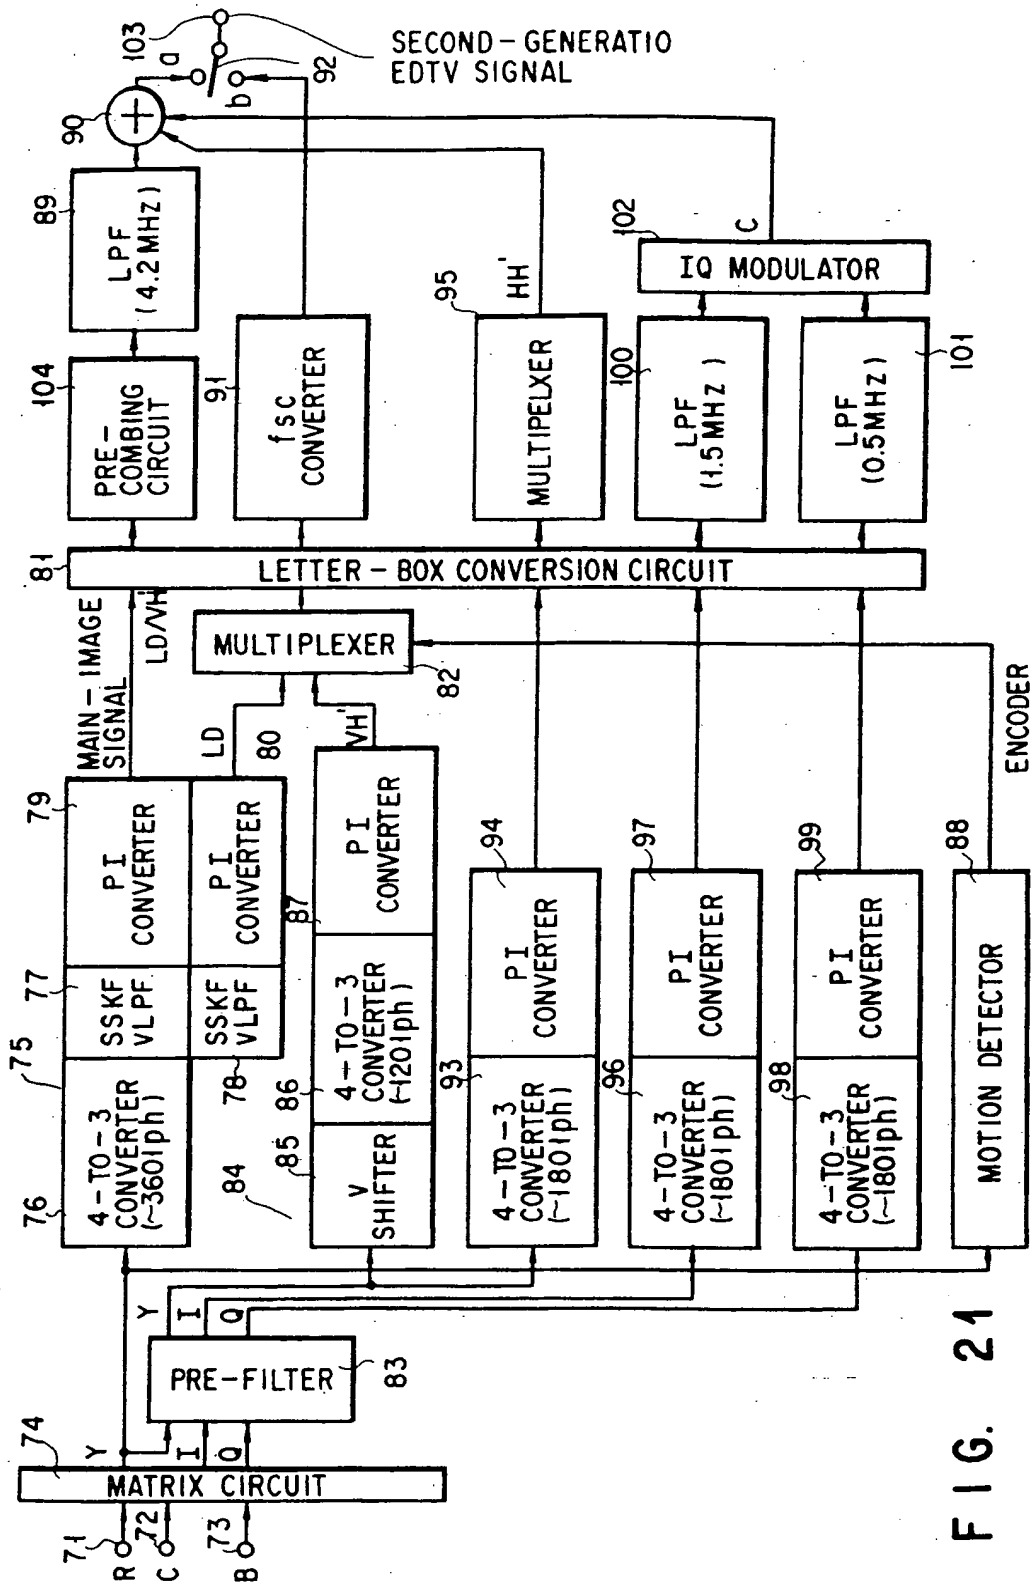 R
71
C
72
B
73
74
MATRIX CIRCUIT
Y
I
Q
PRE-FILTER
83
Y
I
Q
76
4-TO-3
CONVERTER
(~360lph)
75
77
SSKF
VLPF
79
PI
CONVERTER
MAIN-IMAGE
SIGNAL
78
SSKF
VLPF
PI
CONVERTER
LD
80
84
85
V
SHIFTER
86
4-TO-3
CONVERTER
(~120lph)
87
PI
CONVERTER
VH'
LD/VH'
MULTIPLEXER
82
93
4-TO-3
CONVERTER
(~180lph)
94
PI
CONVERTER
96
4-TO-3
CONVERTER
(~180lph)
97
PI
CONVERTER
98
4-TO-3
CONVERTER
(~180lph)
99
PI
CONVERTER
88
MOTION DETECTOR
ENCODER
81
LETTER-BOX CONVERSION CIRCUIT
104
PRE-
COMBING
CIRCUIT
89
LPF
(4.2MHz)
90
+
a
b
103
92
SECOND-GENERATIO
EDTV SIGNAL
91
fsc
CONVERTER
95
MULTIPELXER
HH'
100
LPF
(1.5MHz)
101
LPF
(0.5MHz)
102
IQ MODULATOR
C
FIG. 21